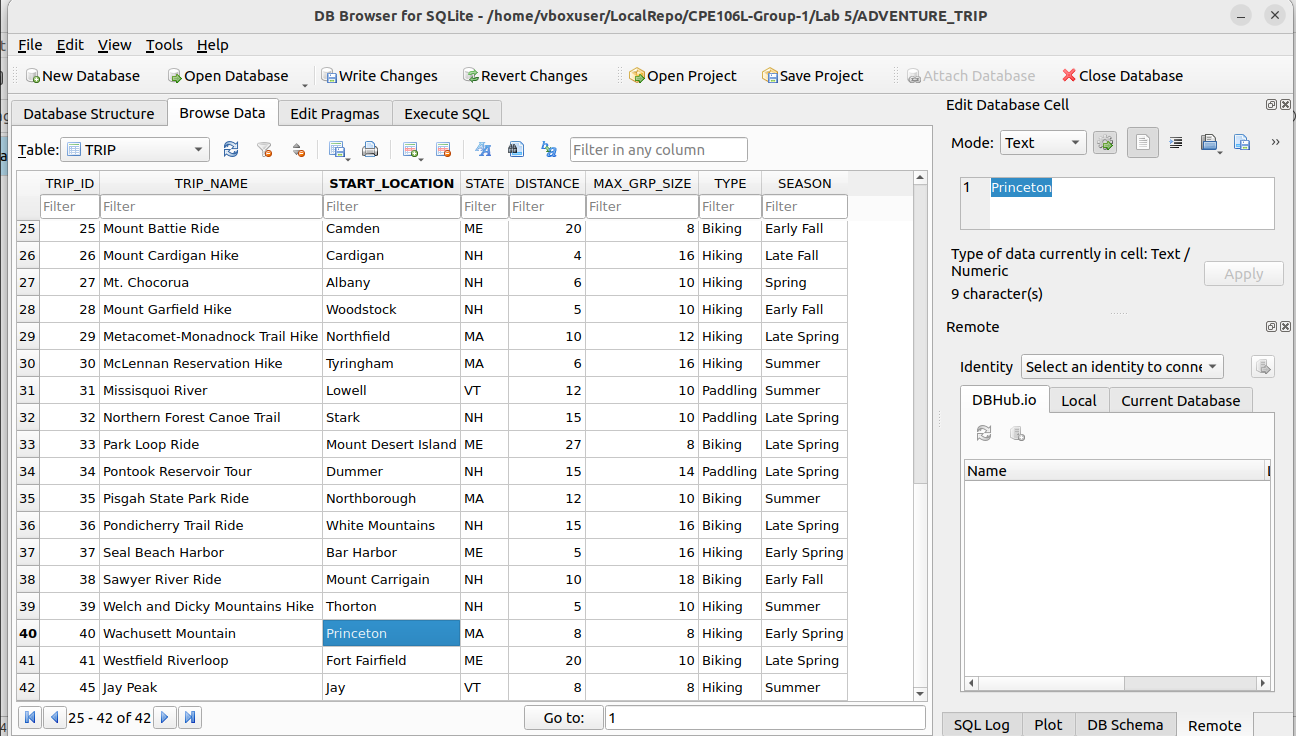 DB Browser for SQLite - /home/vboxuser/LocalRepo/CPE106L-Group-1/Lab 5/ADVENTURE_TRIP
File Edit View Tools Help
New Database Open Database Write Changes Revert Changes Open Project Save Project Attach Database Close Database
Database Structure Browse Data Edit Pragmas Execute SQL
Table: TRIP Filter in any column
TRIP_ID TRIP_NAME START_LOCATION STATE DISTANCE MAX_GRP_SIZE TYPE SEASON
Filter Filter Filter Filter Filter Filter Filter Filter
25 25 Mount Battie Ride Camden ME 20 8 Biking Early Fall
26 26 Mount Cardigan Hike Cardigan NH 4 16 Hiking Late Fall
27 27 Mt. Chocorua Albany NH 6 10 Hiking Spring
28 28 Mount Garfield Hike Woodstock NH 5 10 Hiking Early Fall
29 29 Metacomet-Monadnock Trail Hike Northfield MA 10 12 Hiking Late Spring
30 30 McLennan Reservation Hike Tyringham MA 6 16 Hiking Summer
31 31 Missisquoi River Lowell VT 12 10 Paddling Summer
32 32 Northern Forest Canoe Trail Stark NH 15 10 Paddling Late Spring
33 33 Park Loop Ride Mount Desert Island ME 27 8 Biking Late Spring
34 34 Pontook Reservoir Tour Dummer NH 15 14 Paddling Late Spring
35 35 Pisgah State Park Ride Northborough MA 12 10 Biking Summer
36 36 Pondicherry Trail Ride White Mountains NH 15 16 Biking Late Spring
37 37 Seal Beach Harbor Bar Harbor ME 5 16 Hiking Early Spring
38 38 Sawyer River Ride Mount Carrigain NH 10 18 Biking Early Fall
39 39 Welch and Dicky Mountains Hike Thorton NH 5 10 Hiking Summer
40 40 Wachusett Mountain Princeton MA 8 8 Hiking Early Spring
41 41 Westfield Riverloop Fort Fairfield ME 20 10 Biking Late Spring
42 45 Jay Peak Jay VT 8 8 Hiking Summer
25 - 42 of 42 Go to: 1
Edit Database Cell
Mode: Text
1 Princeton
Type of data currently in cell: Text /
Numeric
Apply
9 character(s)
Remote
Identity Select an identity to conne
DBHub.io Local Current Database
Name
SQL Log Plot DB Schema Remote